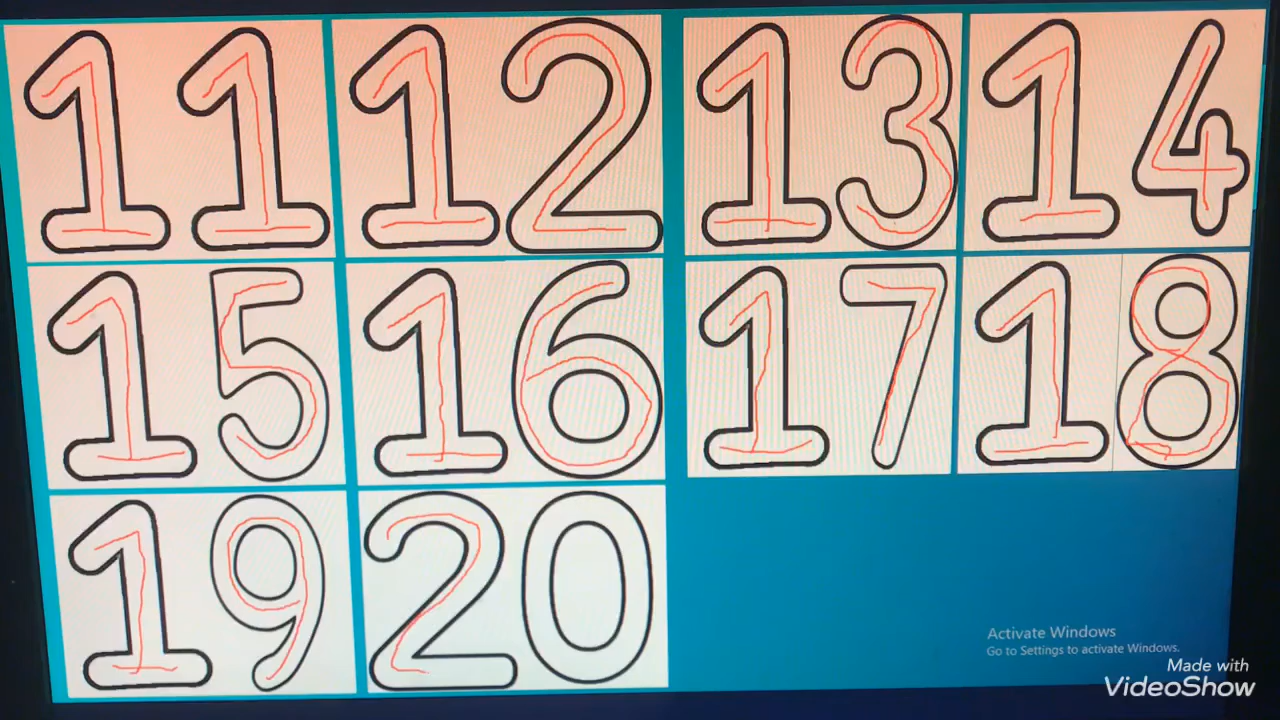 11 12 13 14
15 16 17 18
19 20
Activate Windows
Go to Settings to activate Windows.
Made with
VideoShow